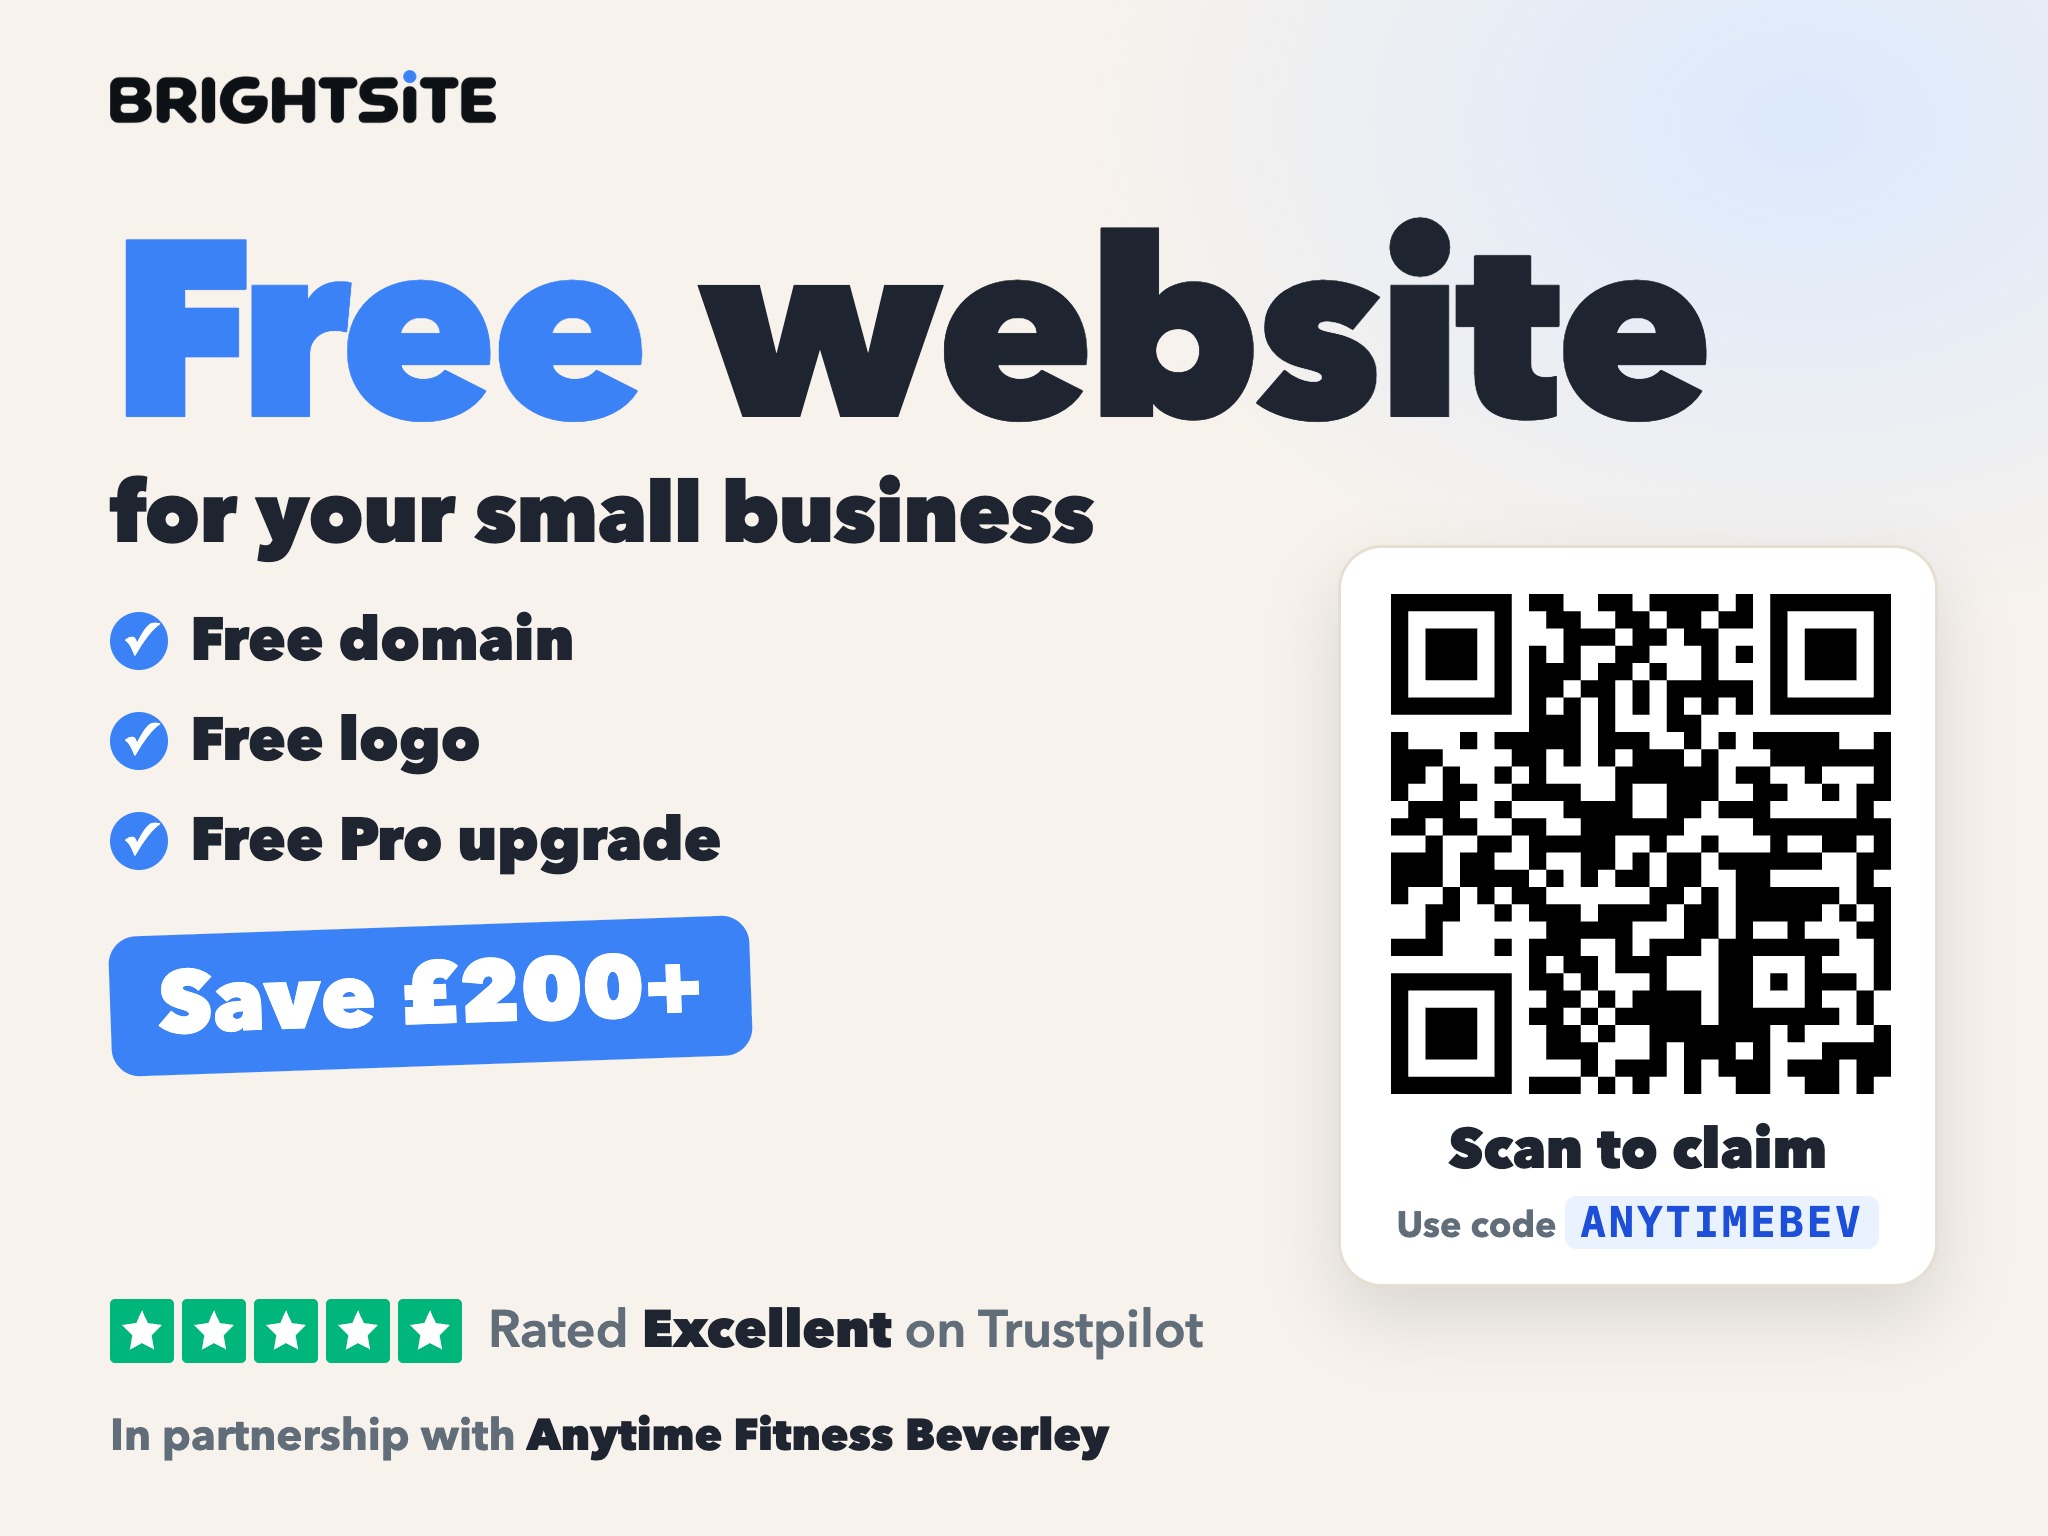 BRIGHTSiTE
Free website
for your small business
Free domain
Free logo
Free Pro upgrade
Save £200+
Scan to claim
Use code ANYTIMEBEV
Rated Excellent on Trustpilot
In partnership with Anytime Fitness Beverley